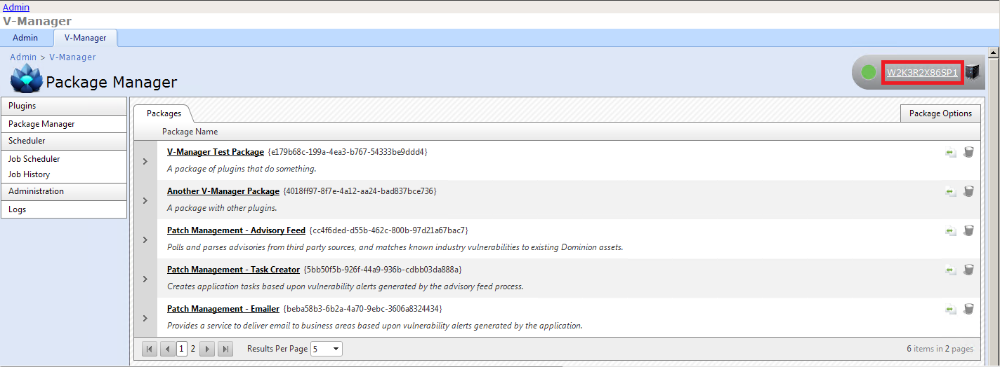 Admin
V-Manager
Admin V-Manager
Admin > V-Manager
Package Manager
W2K3R2X86SP1
Plugins
Package Manager
Scheduler
Job Scheduler
Job History
Administration
Logs
Packages
Package Options
Package Name
V-Manager Test Package {e179b68c-199a-4ea3-b767-54333be9ddd4}
A package of plugins that do something.
Another V-Manager Package {4018ff97-8f7e-4a12-aa24-bad837bce736}
A package with other plugins.
Patch Management - Advisory Feed {cc4f6ded-d55b-462c-800b-97d21a67bac7}
Polls and parses advisories from third party sources, and matches known industry vulnerabilities to existing Dominion assets.
Patch Management - Task Creator {5bb50f5b-926f-44a9-936b-cdbb03da888a}
Creates application tasks based upon vulnerability alerts generated by the advisory feed process.
Patch Management - Emailer {beba58b3-6b2a-4a70-9ebc-3606a8324434}
Provides a service to deliver email to business areas based upon vulnerability alerts generated by the application.
1 2 Results Per Page 5 6 items in 2 pages